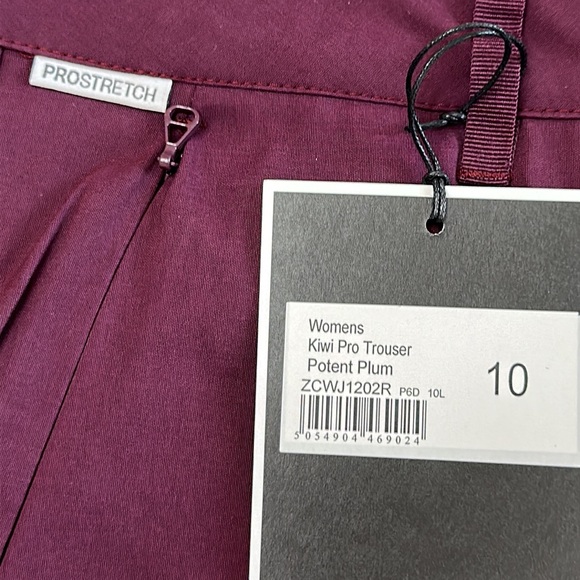 PROSTRETCH
Womens
Kiwi Pro Trouser
Potent Plum
ZCWJ1202R P6D 10L
10
5 054904 469024